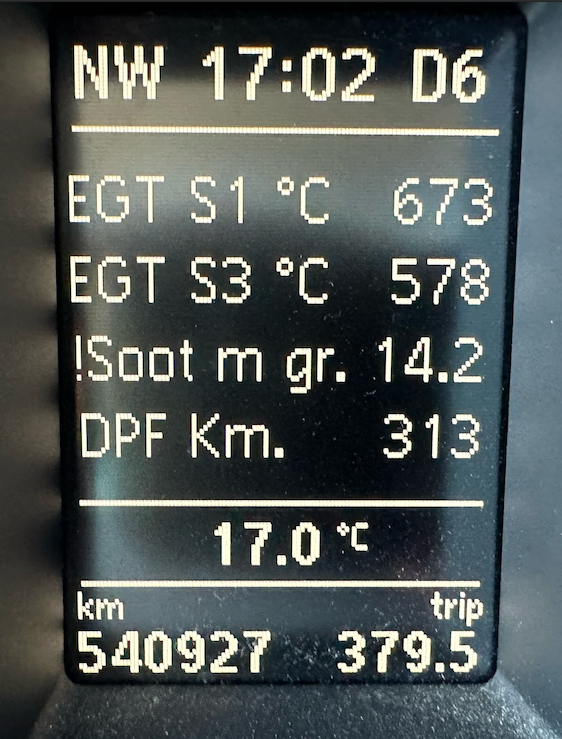 NW 17:02 D6
EGT S1 °C 673
EGT S3 °C 578
!Soot m gr. 14.2
DPF Km. 313
17.0 °C
km trip
540927 379.5